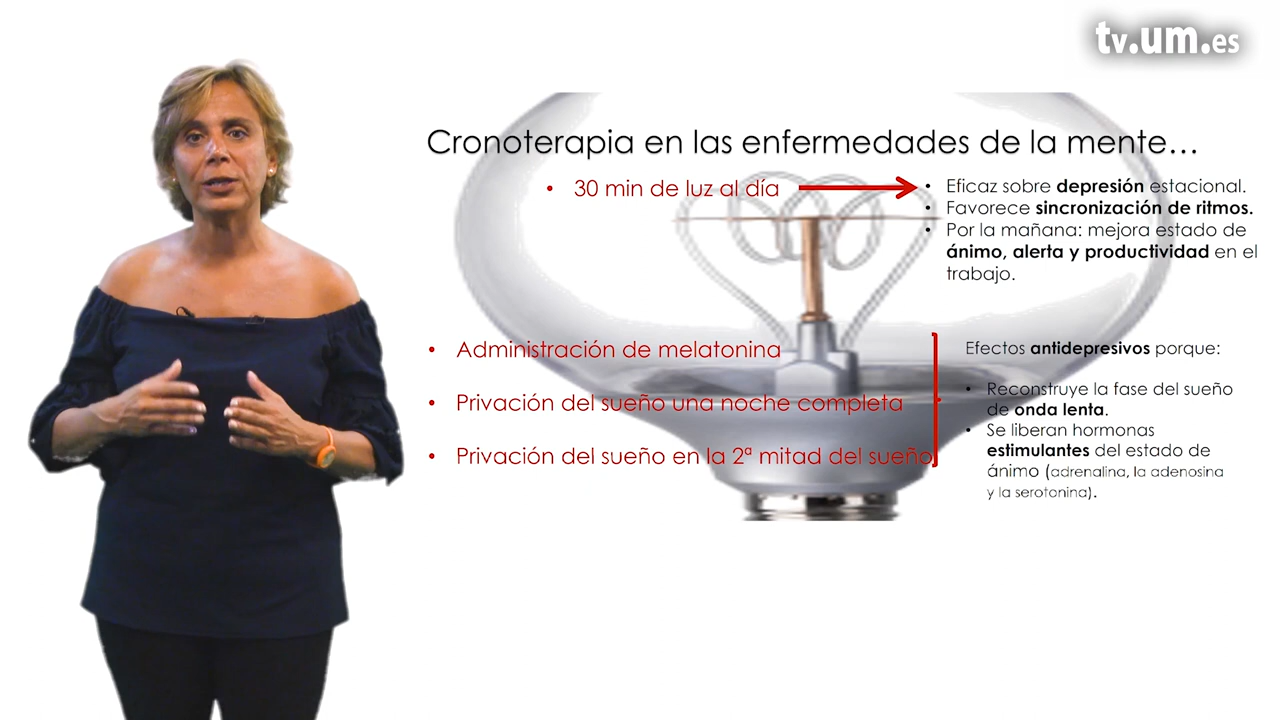 tv.um.es
Cronoterapia en las enfermedades de la mente...
• 30 min de luz al día
• Eficaz sobre depresión estacional.
• Favorece sincronización de ritmos.
• Por la mañana: mejora estado de
ánimo, alerta y productividad en el
trabajo.
• Administración de melatonina
• Privación del sueño una noche completa
• Privación del sueño en la 2ª mitad del sueño
Efectos antidepresivos porque:
• Reconstruye la fase del sueño
de onda lenta.
• Se liberan hormonas
estimulantes del estado de
ánimo (adrenalina, la adenosina
y la serotonina).